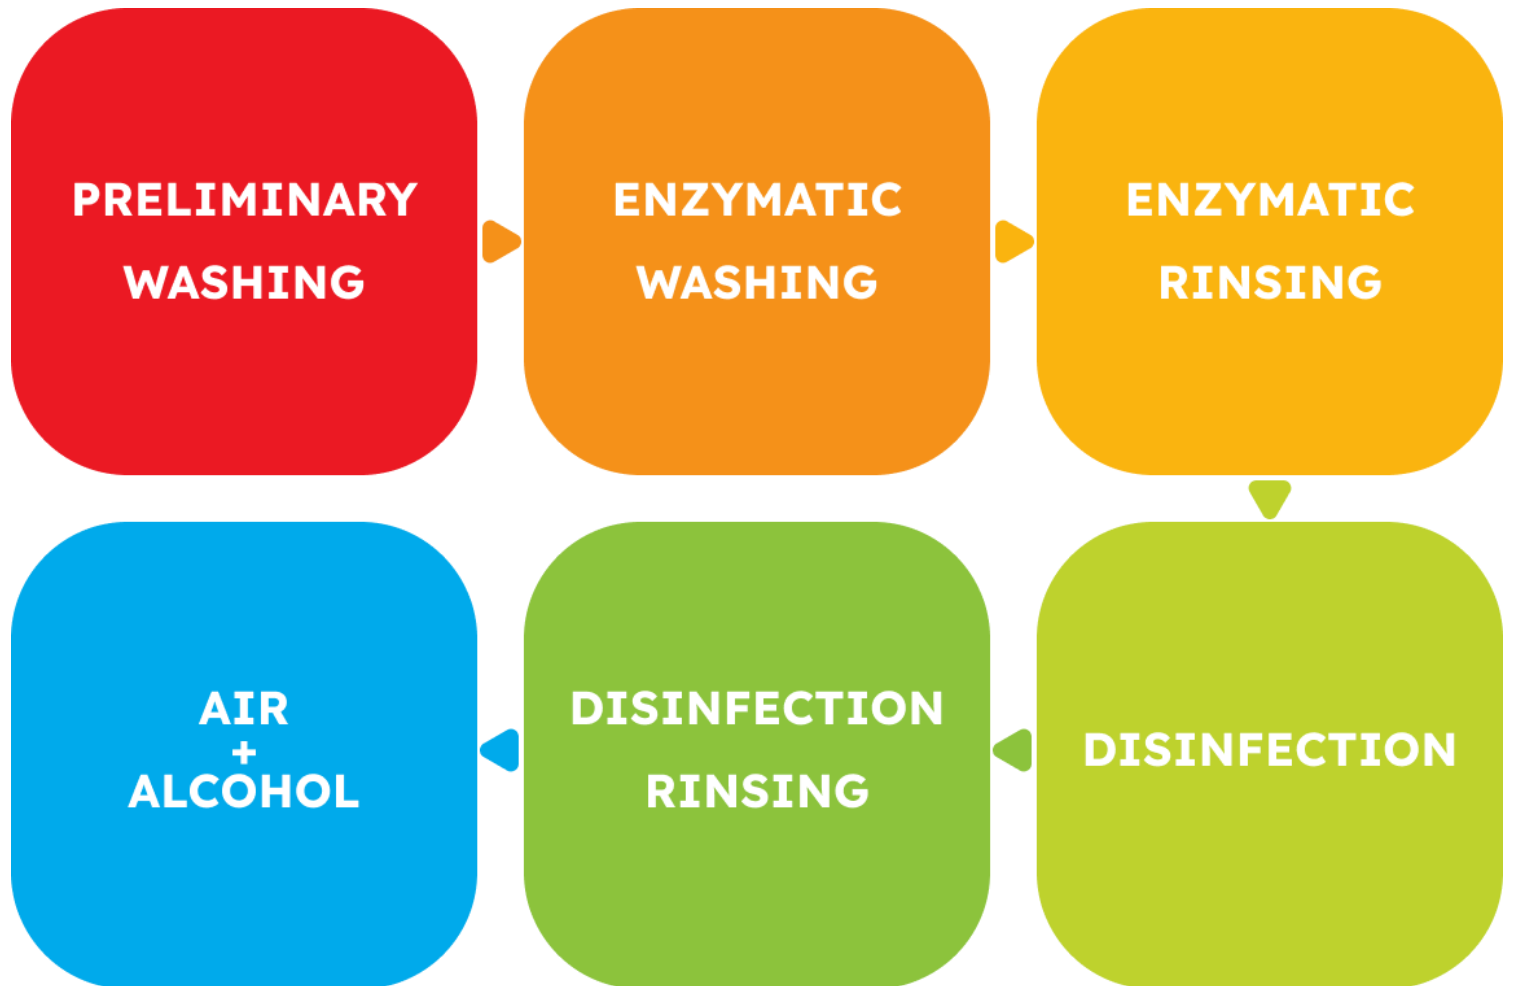 PRELIMINARY
WASHING
ENZYMATIC
WASHING
ENZYMATIC
RINSING
DISINFECTION
DISINFECTION
RINSING
AIR
+
ALCOHOL